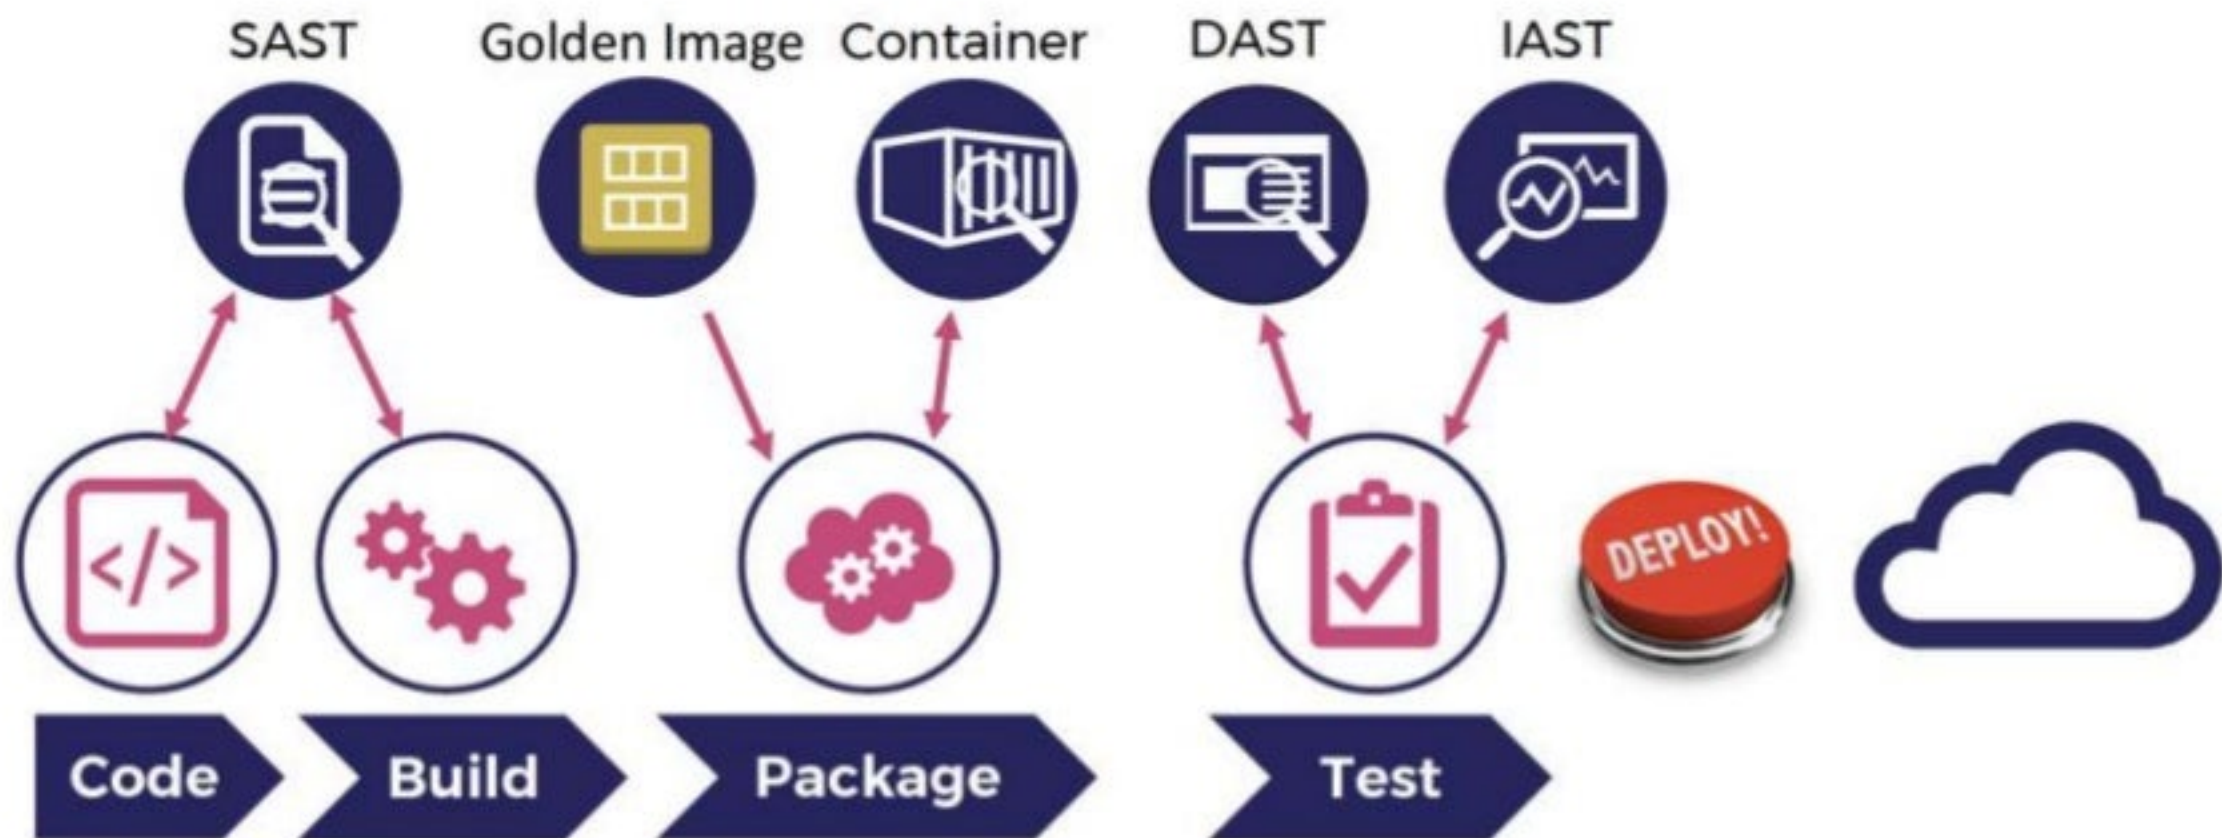 SAST
Golden Image
Container
DAST
IAST
</>
DEPLOY!
Code
Build
Package
Test